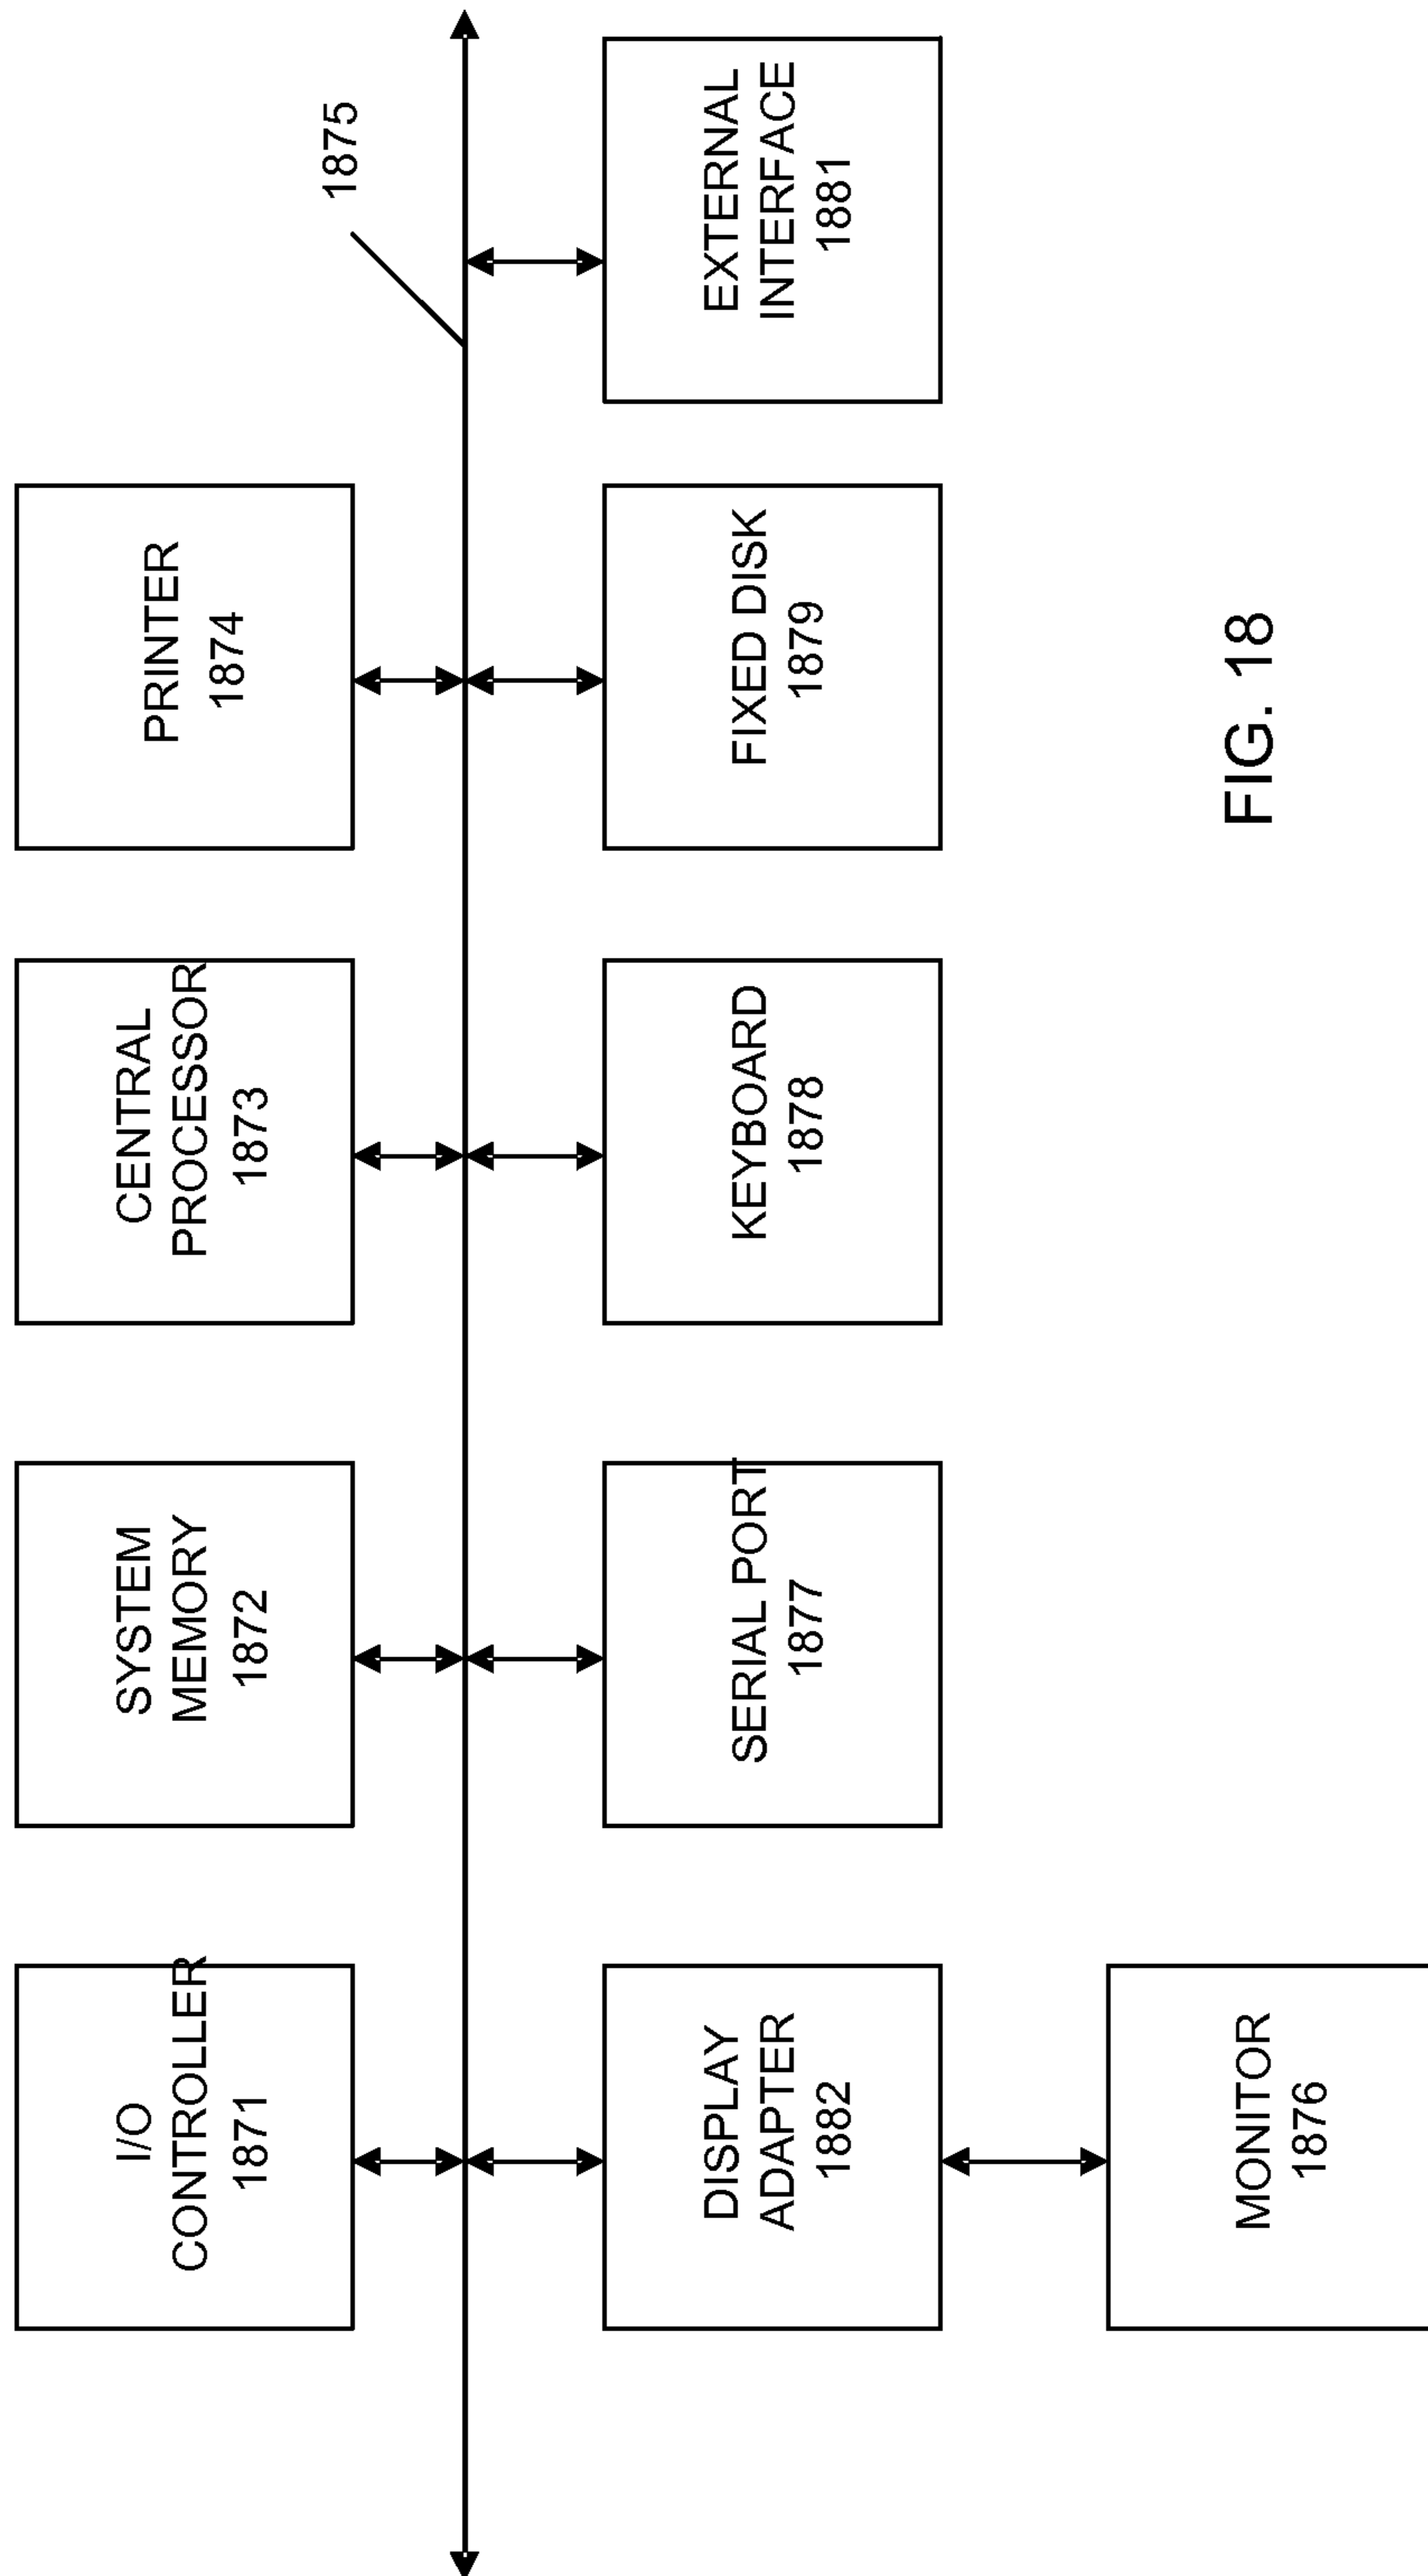 I/O
CONTROLLER
1871
SYSTEM
MEMORY
1872
CENTRAL
PROCESSOR
1873
PRINTER
1874
1875
DISPLAY
ADAPTER
1882
SERIAL PORT
1877
KEYBOARD
1878
FIXED DISK
1879
EXTERNAL
INTERFACE
1881
MONITOR
1876
FIG. 18